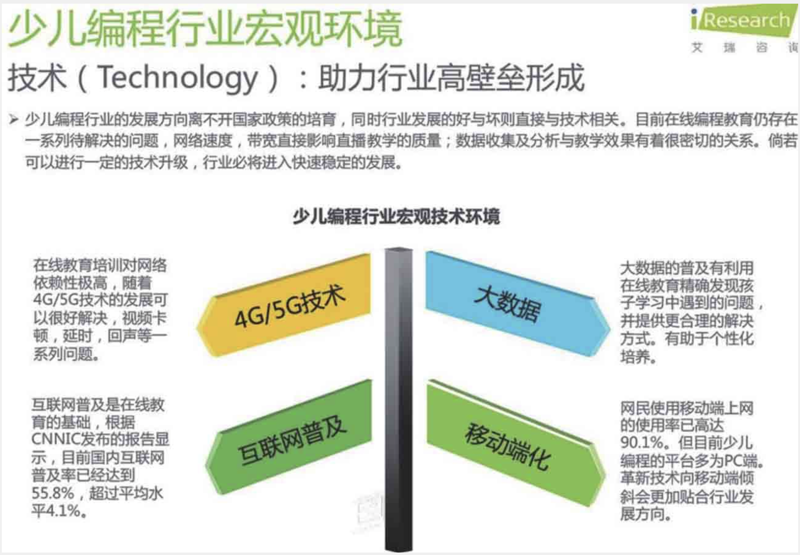 少儿编程行业宏观环境
iResearch
艾瑞咨询
技术（Technology）：助力行业高壁垒形成
➢ 少儿编程行业的发展方向离不开国家政策的培育，同时行业发展的好与坏则直接与技术相关。目前在线编程教育仍存在
一系列待解决的问题，网络速度，带宽直接影响直播教学的质量；数据收集及分析与教学效果有着很密切的关系。倘若
可以进行一定的技术升级，行业必将进入快速稳定的发展。
少儿编程行业宏观技术环境
在线教育培训对网络
依赖性极高，随着
4G/5G技术的发展可
以很好解决，视频卡
顿，延时，回声等一
系列问题。
4G/5G技术
大数据
大数据的普及有利用
在线教育精确发现孩
子学习中遇到的问题，
并提供更合理的解决
方式。有助于个性化
培养。
互联网普及是在线教
育的基础，根据
CNNIC发布的报告显
示，目前国内互联网
普及率已经达到
55.8%，超过平均水
平4.1%。
互联网普及
移动端化
网民使用移动端上网
的使用率已高达
90.1%。但目前少儿
编程的平台多为PC端。
革新技术向移动端倾
斜会更加贴合行业发
展方向。